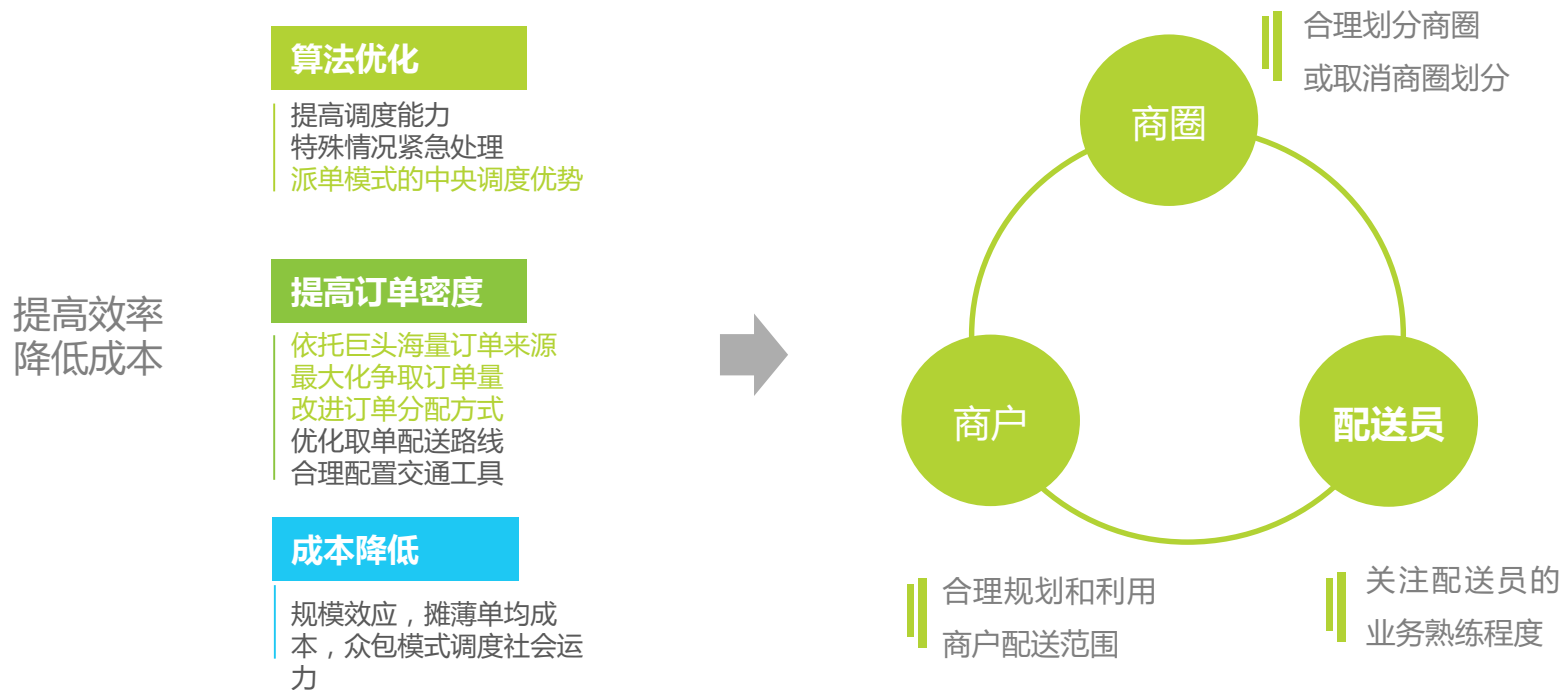 提高效率
降低成本
算法优化
提高调度能力
特殊情况紧急处理
派单模式的中央调度优势
提高订单密度
依托巨头海量订单来源
最大化争取订单量
改进订单分配方式
优化取单配送路线
合理配置交通工具
成本降低
规模效应，摊薄单均成
本，众包模式调度社会运
力
合理划分商圈
或取消商圈划分
商圈
商户
配送员
合理规划和利用
商户配送范围
关注配送员的
业务熟练程度